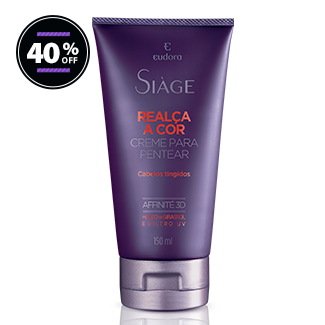 40%
OFF
Є
eudora
SIÀGE
REALÇA
A COR
CREME PARA
PENTEAR
Cabelos tingidos
AFFINITÉ 3D
150 ml